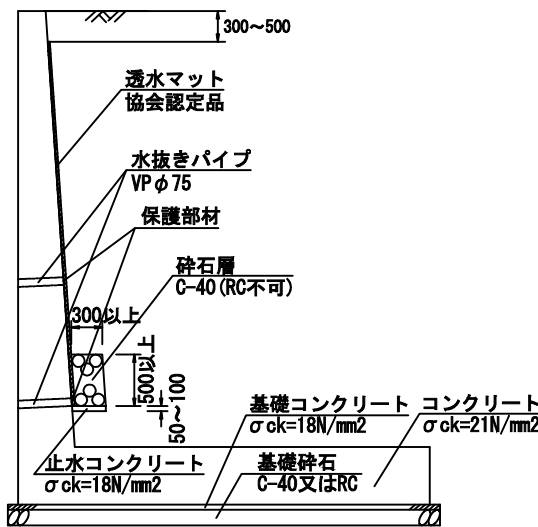 300～500
透水マット
協会認定品
水抜きパイプ
VPφ75
保護部材
砕石層
C-40(RC不可)
300以上
500以上
50～100
基礎コンクリート
σck=18N/mm2
コンクリート
σck=21N/mm2
止水コンクリート
σck=18N/mm2
基礎砕石
C-40又はRC